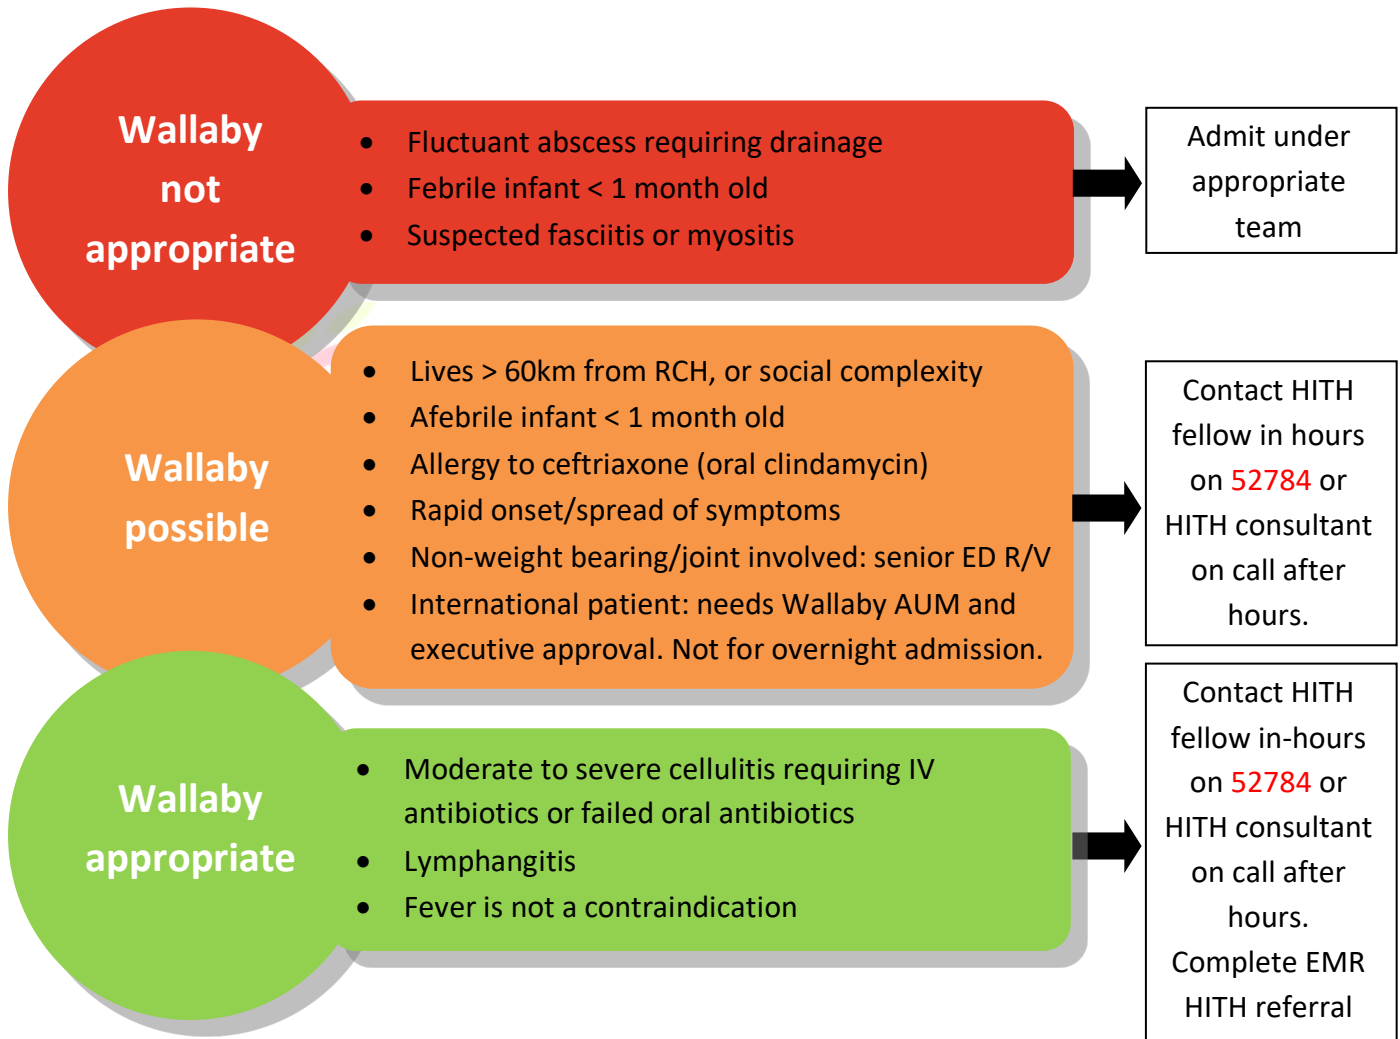 Wallaby
not
appropriate
• Fluctuant abscess requiring drainage
• Febrile infant < 1 month old
• Suspected fasciitis or myositis
Admit under
appropriate
team
Wallaby
possible
• Lives > 60km from RCH, or social complexity
• Afebrile infant < 1 month old
• Allergy to ceftriaxone (oral clindamycin)
• Rapid onset/spread of symptoms
• Non-weight bearing/joint involved: senior ED R/V
• International patient: needs Wallaby AUM and
executive approval. Not for overnight admission.
Contact HITH
fellow in hours
on 52784 or
HITH consultant
on call after
hours.
Wallaby
appropriate
• Moderate to severe cellulitis requiring IV
antibiotics or failed oral antibiotics
• Lymphangitis
• Fever is not a contraindication
Contact HITH
fellow in-hours
on 52784 or
HITH consultant
on call after
hours.
Complete EMR
HITH referral